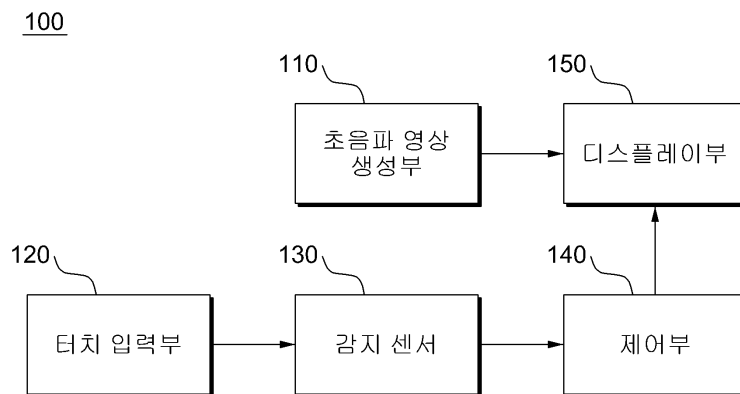 100
110
150
초음파 영상
생성부
디스플레이부
120
130
140
터치 입력부
감지 센서
제어부